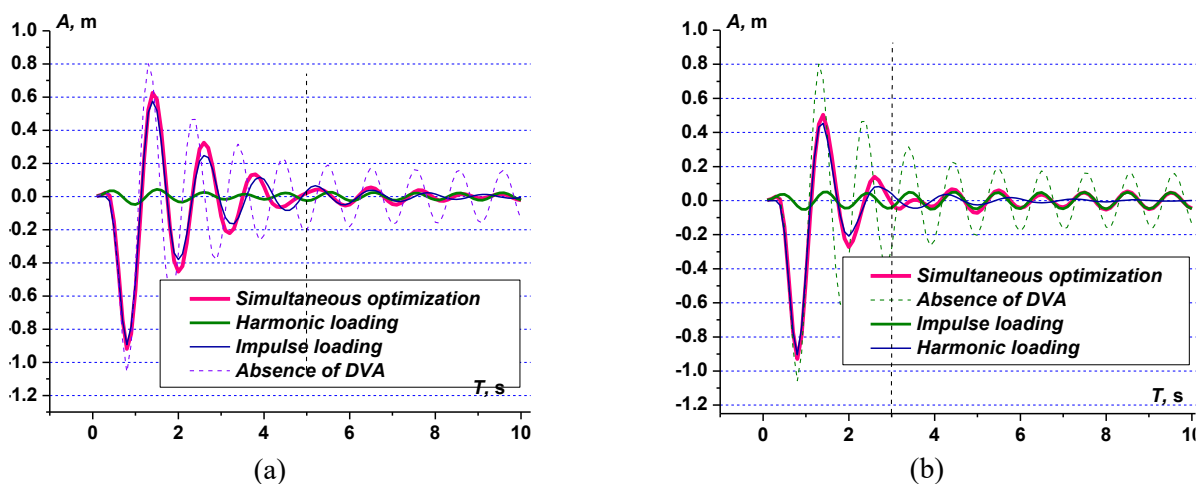 A, m
1.0
0.8
0.6
0.4
0.2
0.0
-0.2
-0.4
-0.6
-0.8
-1.0
-1.2
Simultaneous optimization
Harmonic loading
Impulse loading
Absence of DVA
T, s
0 2 4 6 8 10
(a)
A, m
1.0
0.8
0.6
0.4
0.2
0.0
-0.2
-0.4
-0.6
-0.8
-1.0
-1.2
Simultaneous optimization
Absence of DVA
Impulse loading
Harmonic loading
T, s
0 2 4 6 8 10
(b)